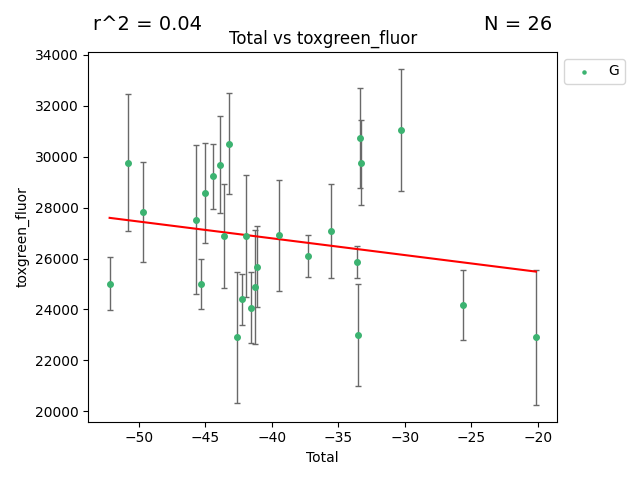 r^2 = 0.04
N = 26
Total vs toxgreen_fluor
34000
32000
30000
28000
26000
24000
22000
20000
toxgreen_fluor
−50
−45
−40
−35
−30
−25
−20
Total
G